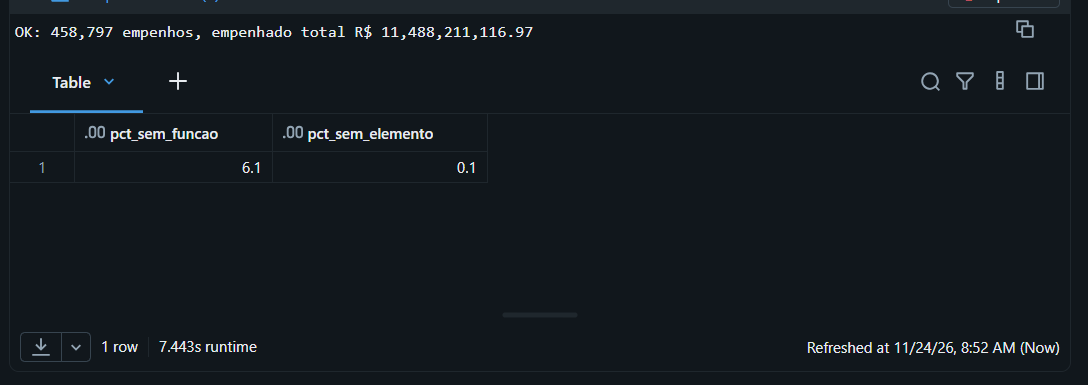 OK: 458,797 empenhos, empenhado total R$ 11,488,211,116.97
Table
.00 pct_sem_funcao .00 pct_sem_elemento
1 6.1 0.1
1 row 7.443s runtime Refreshed at 11/24/26, 8:52 AM (Now)